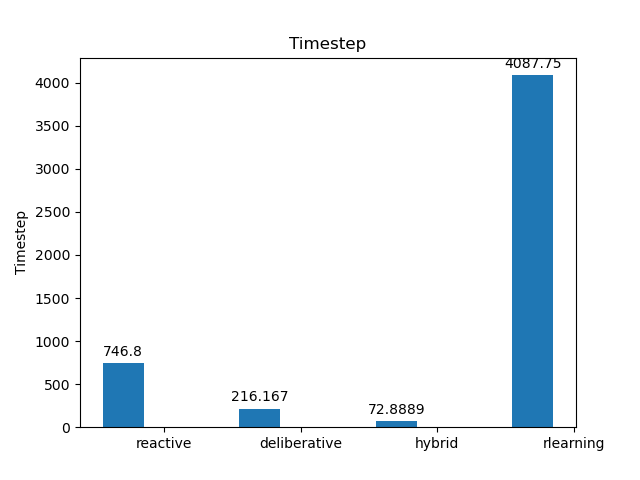 Timestep
4087.75
4000
3500
3000
2500
2000
1500
1000
500
0
Timestep
746.8
216.167
72.8889
reactive
deliberative
hybrid
rlearning